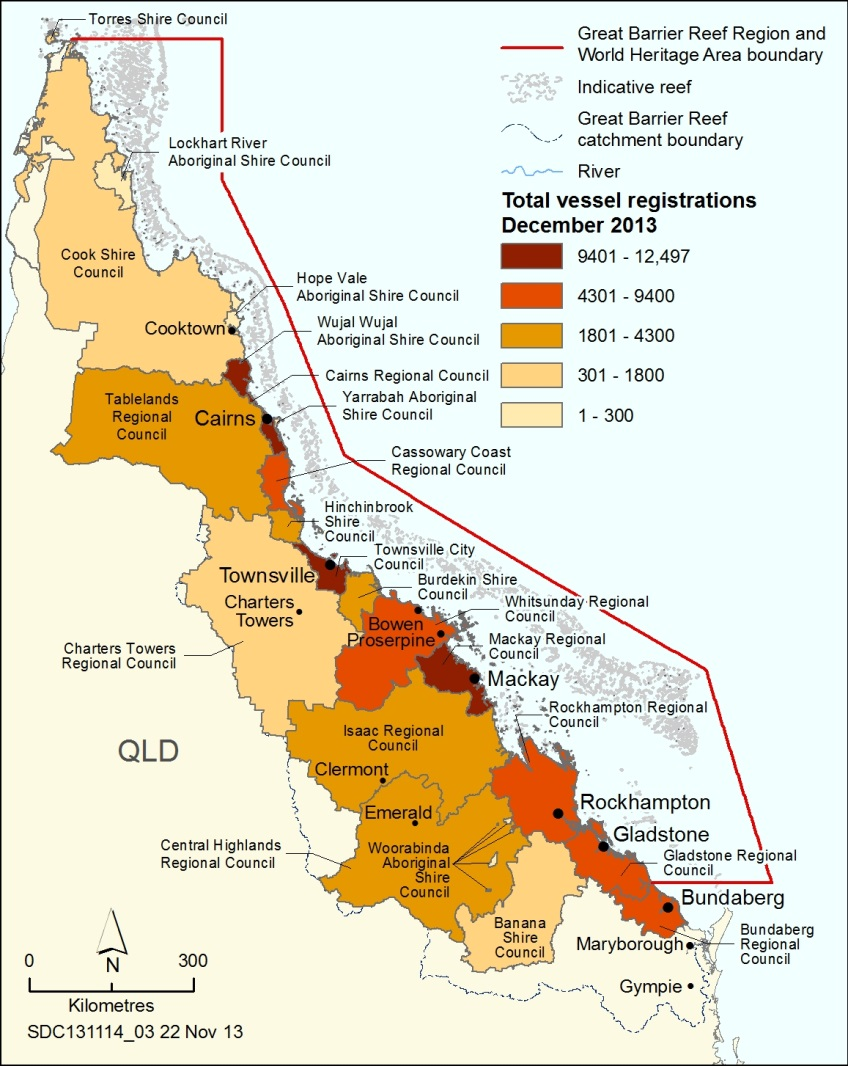 Torres Shire Council
Great Barrier Reef Region and
World Heritage Area boundary
Indicative reef
Great Barrier Reef
catchment boundary
River
Total vessel registrations
December 2013
9401 - 12,497
4301 - 9400
1801 - 4300
301 - 1800
1 - 300
Lockhart River
Aboriginal Shire Council
Cook Shire
Council
Hope Vale
Aboriginal Shire Council
Cooktown
Wujal Wujal
Aboriginal Shire Council
Cairns Regional Council
Tablelands
Regional
Council
Yarrabah Aboriginal
Shire Council
Cairns
Cassowary Coast
Regional Council
Hinchinbrook
Shire
Council
Townsville City
Council
Townsville
Burdekin Shire
Council
Charters
Towers
Whitsunday Regional
Council
Bowen
Proserpine
Mackay Regional
Council
Charters Towers
Regional Council
Mackay
Rockhampton Regional
Council
Isaac Regional
Council
QLD
Clermont
Rockhampton
Emerald
Gladstone
Central Highlands
Regional Council
Woorabinda
Aboriginal
Shire
Council
Gladstone Regional
Council
Bundaberg
Banana
Shire
Council
Bundaberg
Regional
Council
Maryborough
Gympie
0 N 300
Kilometres
SDC131114_03 22 Nov 13